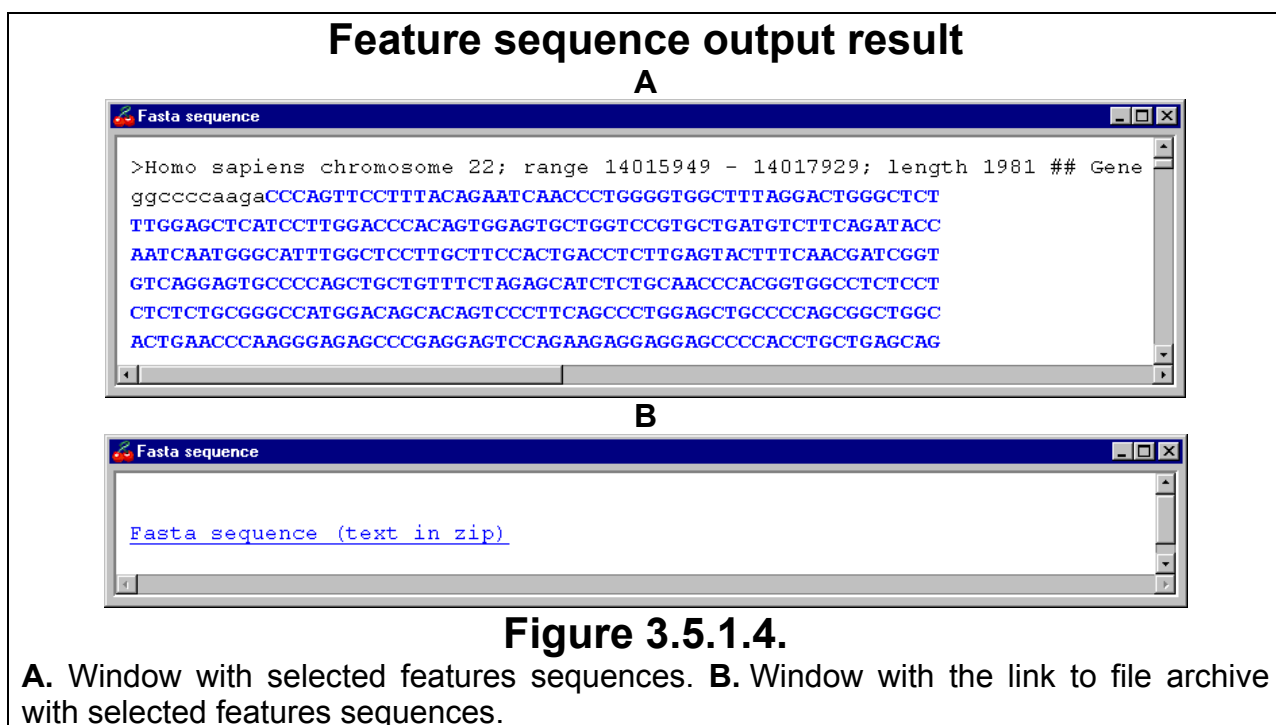 Feature sequence output result
A
Fasta sequence
>Homo sapiens chromosome 22; range 14015949 - 14017929; length 1981 ## Gene
ggccccaagaCCCAGTTCCTTTACAGAATCAACCCTGGGGTGGCTTTAGGACTGGGCTCT
TTGGAGCTCATCCTTGGACCCACAGTGGAGTGCTGGTCCGTGCTGATGTCTTCAGATACC
AATCAATGGGCATTTGGCTCCTTGCTTCCACTGACCTCTTGAGTACTTTCAACGATCGGT
GTCAGGAGTGCCCCAGCTGCTGTTTCTAGAGCATCTCTGCAACCCACGGTGGCCTCTCCT
CTCTCTGCGGGCCATGGACAGCACAGTCCCTTCAGCCCTGGAGCTGCCCCAGCGGCTGGC
ACTGAACCCAAGGGAGAGCCCGAGGAGTCCAGAAGAGGAGGAGCCCCACCTGCTGAGCAG
B
Fasta sequence
Fasta sequence (text in zip)
Figure 3.5.1.4.
A. Window with selected features sequences. B. Window with the link to file archive
with selected features sequences.